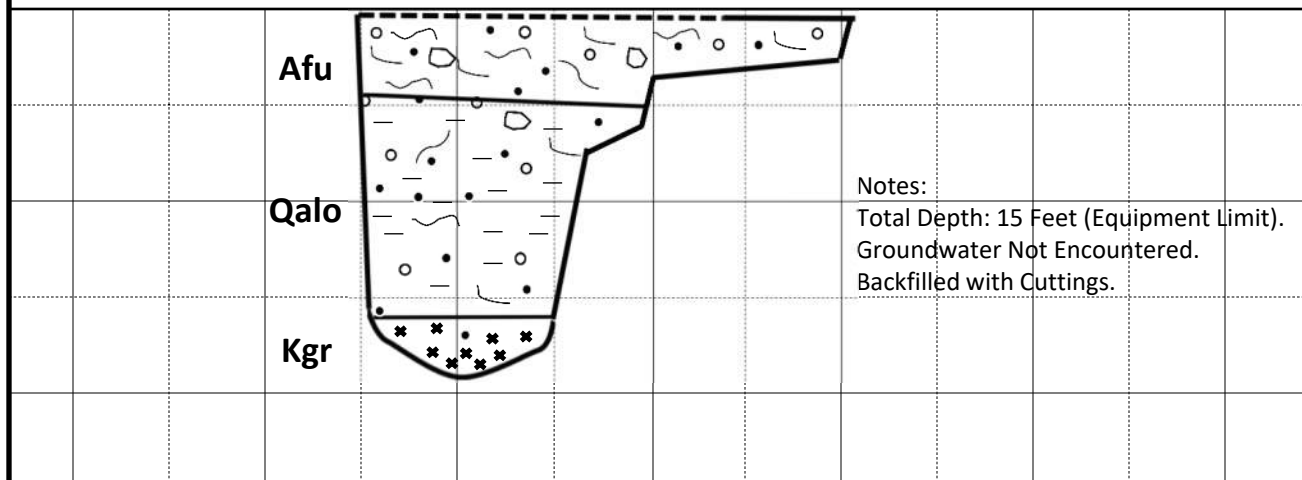 Afu
Qalo
Kgr
Notes:
Total Depth: 15 Feet (Equipment Limit).
Groundwater Not Encountered.
Backfilled with Cuttings.